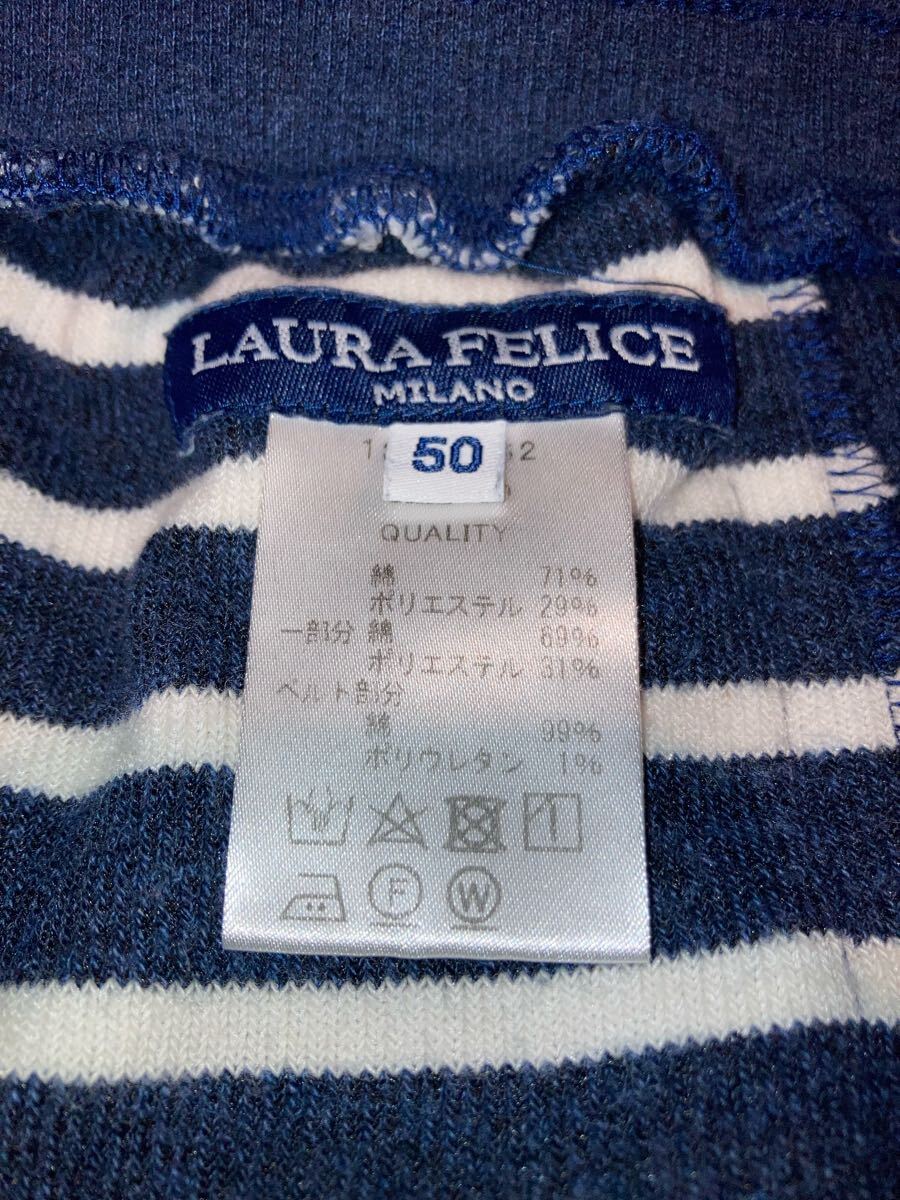 LAURA FELICE
MILANO
50
QUALITY
綿 71%
ポリエステル 29%
一部分 綿 69%
ポリエステル 31%
ベルト部分
綿 99%
ポリウレタン 1%
F
W